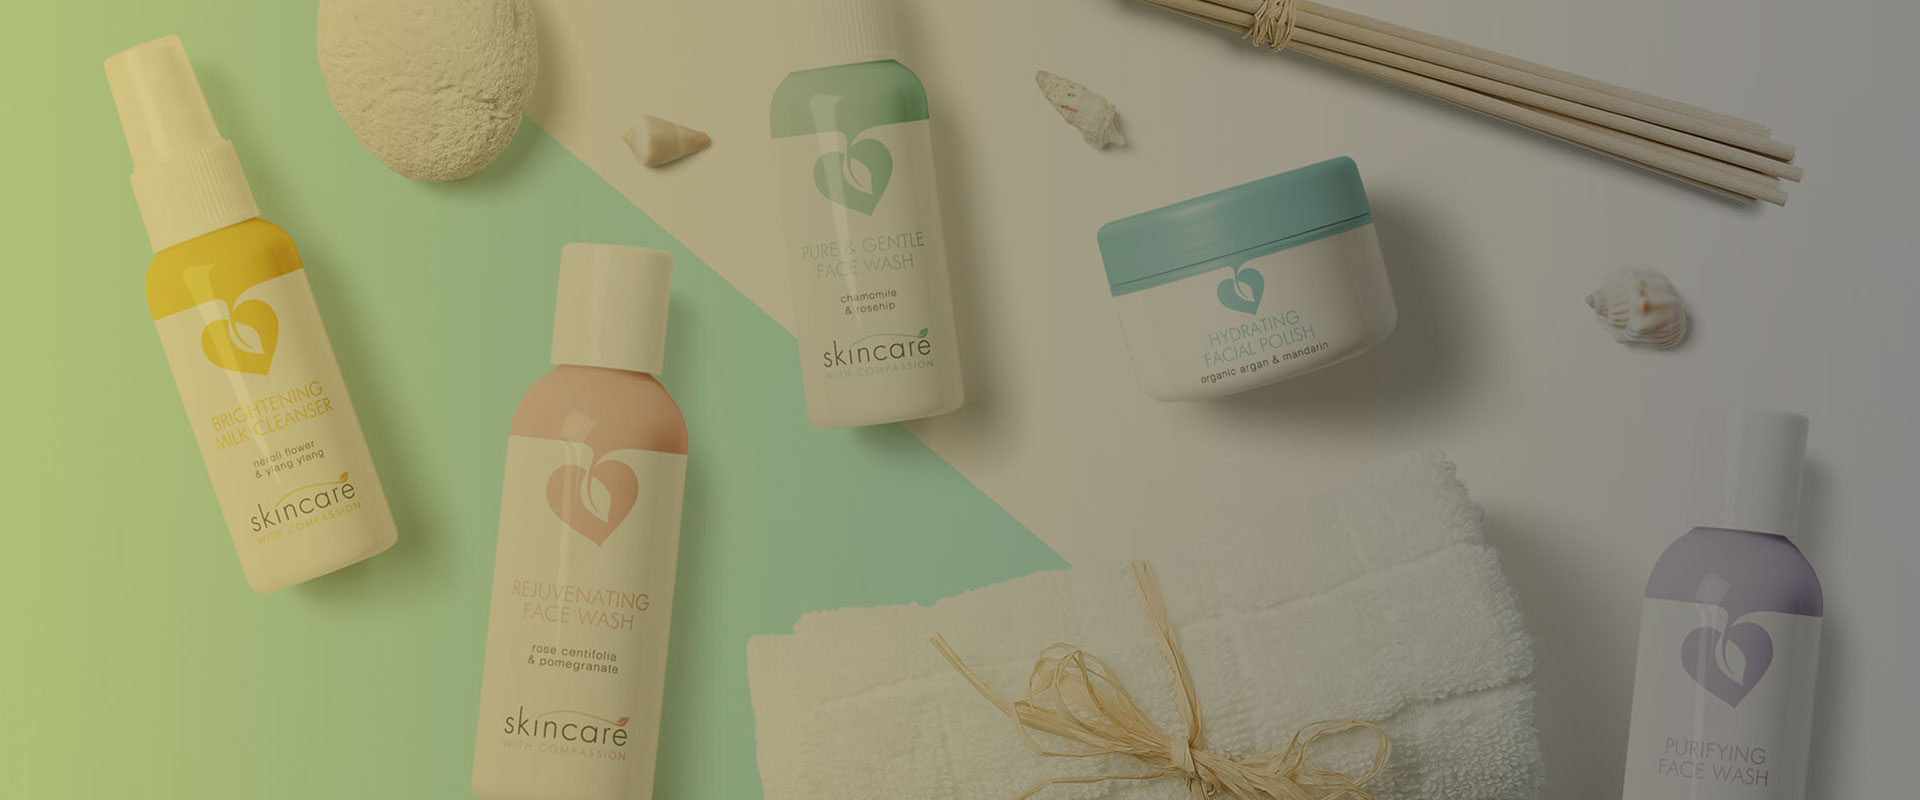 BRIGHTENING
MILK CLEANSER
neroli flower
& ylang ylang
skincare
WITH COMPASSION
REJUVENATING
FACE WASH
rose centifolia
& pomegranate
skincare
WITH COMPASSION
PURE & GENTLE
FACE WASH
chamomile
& rosehip
skincare
WITH COMPASSION
HYDRATING
FACIAL POLISH
organic argan & mandarin
PURIFYING
FACE WASH